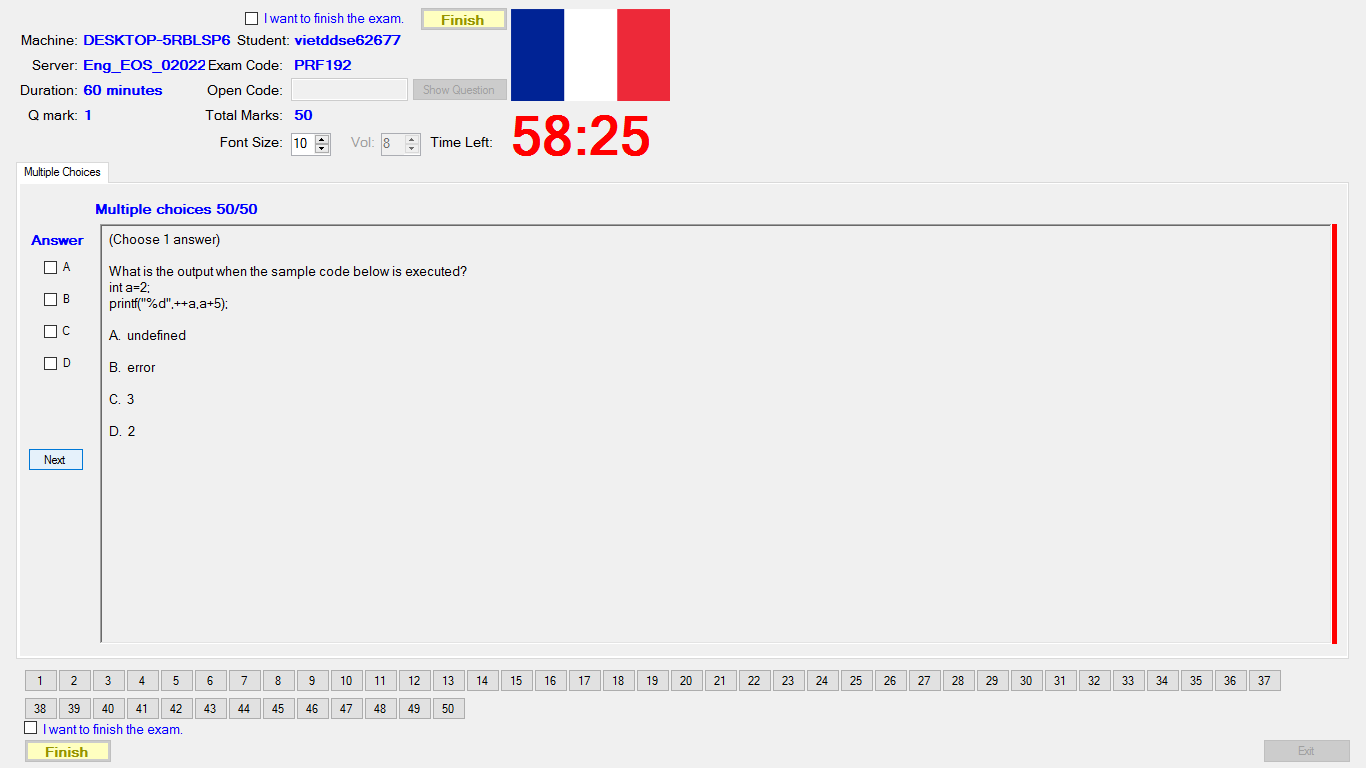 I want to finish the exam. Finish
Machine: DESKTOP-5RBLSP6 Student: vietddse62677
Server: Eng_EOS_02022 Exam Code: PRF192
Duration: 60 minutes Open Code: Show Question
Q mark: 1 Total Marks: 50
Font Size: 10 Vol: 8 Time Left: 58:25
Multiple Choices
Multiple choices 50/50
Answer
A
B
C
D
Next
(Choose 1 answer)
What is the output when the sample code below is executed?
int a=2;
printf("%d",++a,a+5);
A. undefined
B. error
C. 3
D. 2
1 2 3 4 5 6 7 8 9 10 11 12 13 14 15 16 17 18 19 20 21 22 23 24 25 26 27 28 29 30 31 32 33 34 35 36 37
38 39 40 41 42 43 44 45 46 47 48 49 50
I want to finish the exam.
Finish Exit